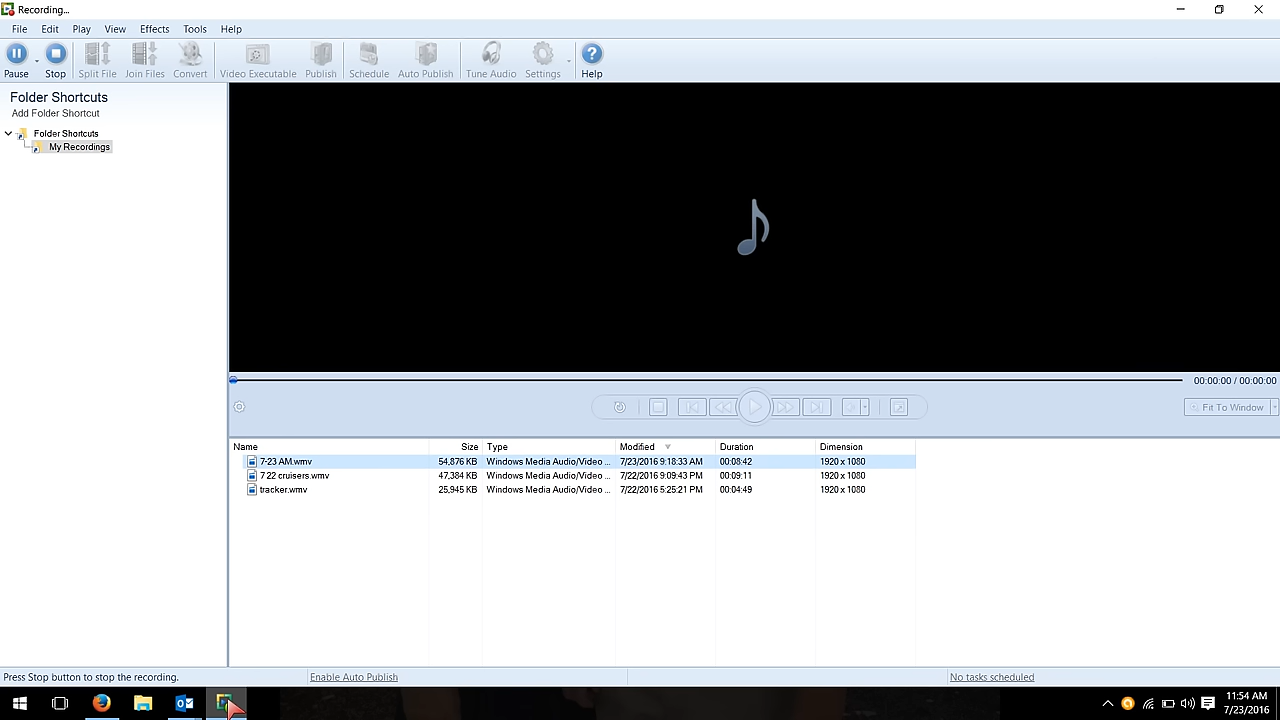 Recording...
File Edit Play View Effects Tools Help
Pause Stop Split File Join Files Convert Video Executable Publish Schedule Auto Publish Tune Audio Settings Help
Folder Shortcuts
Add Folder Shortcut
Folder Shortcuts
My Recordings
00:00:00 / 00:00:00
Fit To Window
Name Size Type Modified Duration Dimension
7-23 AM.wmv 54,876 KB Windows Media Audio/Video ... 7/23/2016 9:18:33 AM 00:08:42 1920 x 1080
7 22 cruisers.wmv 47,384 KB Windows Media Audio/Video ... 7/22/2016 9:09:43 PM 00:09:11 1920 x 1080
tracker.wmv 25,945 KB Windows Media Audio/Video ... 7/22/2016 5:25:21 PM 00:04:49 1920 x 1080
Press Stop button to stop the recording. Enable Auto Publish No tasks scheduled
11:54 AM
7/23/2016